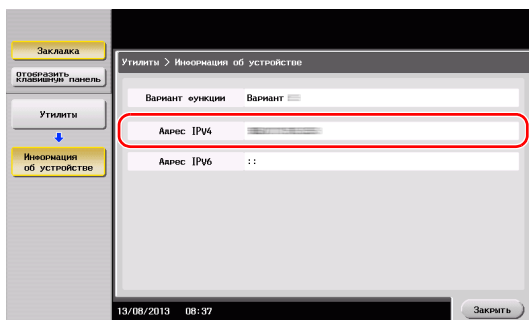 Закладка
Отобразить
клавишную панель
Утилиты
Информация
об устройстве
Утилиты > Информация об устройстве
Вариант функции Вариант
Адрес IPv4
Адрес IPv6 ::
13/08/2013 08:37
Закрыть